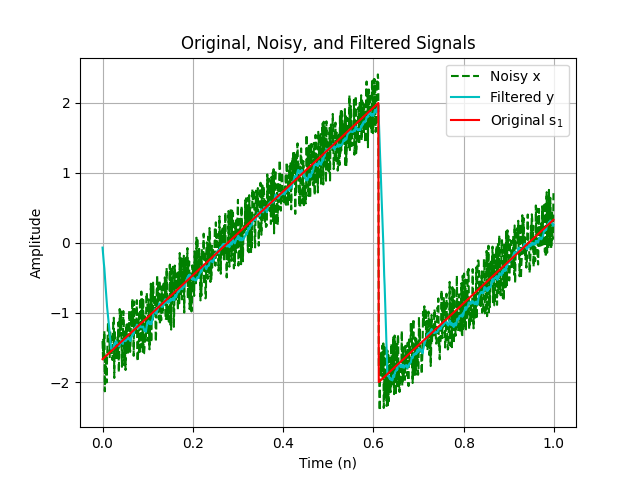 Original, Noisy, and Filtered Signals
Noisy x
Filtered y
Original s₁
Amplitude
2
1
0
−1
−2
0.0 0.2 0.4 0.6 0.8 1.0
Time (n)